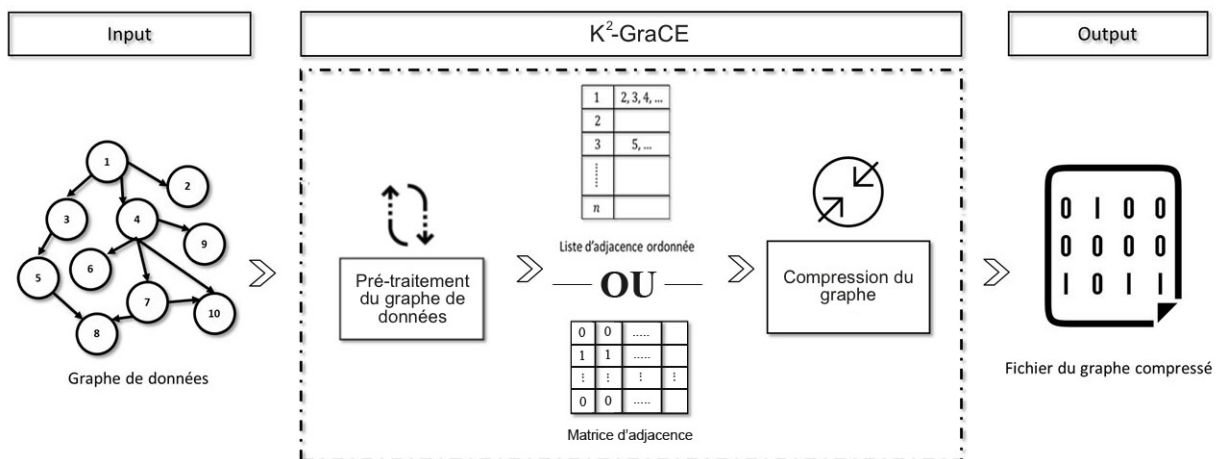 Input
K²-GraCE
Output
1
2
3
4
9
5
6
7
10
8
Graphe de données
Pré-traitement
du graphe de
données
1 2, 3, 4, ...
2
3 5, ...
n
Liste d'adjacence ordonnée
OU
0 0 .....
1 1 .....
⋮ ⋮ ⋮ ⋮
0 0 .....
Matrice d'adjacence
Compression du
graphe
0 1 0 0
0 0 0 0
1 0 1 1
Fichier du graphe compressé